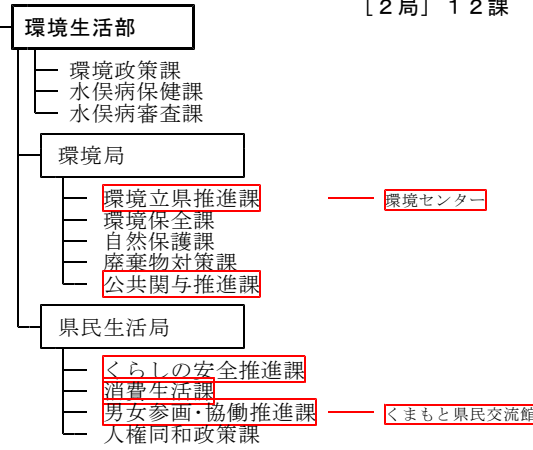 ［２局］１２課
環境生活部
環境政策課
水俣病保健課
水俣病審査課
環境局
環境立県推進課 環境センター
環境保全課
自然保護課
廃棄物対策課
公共関与推進課
県民生活局
くらしの安全推進課
消費生活課
男女参画・協働推進課 くまもと県民交流館
人権同和政策課